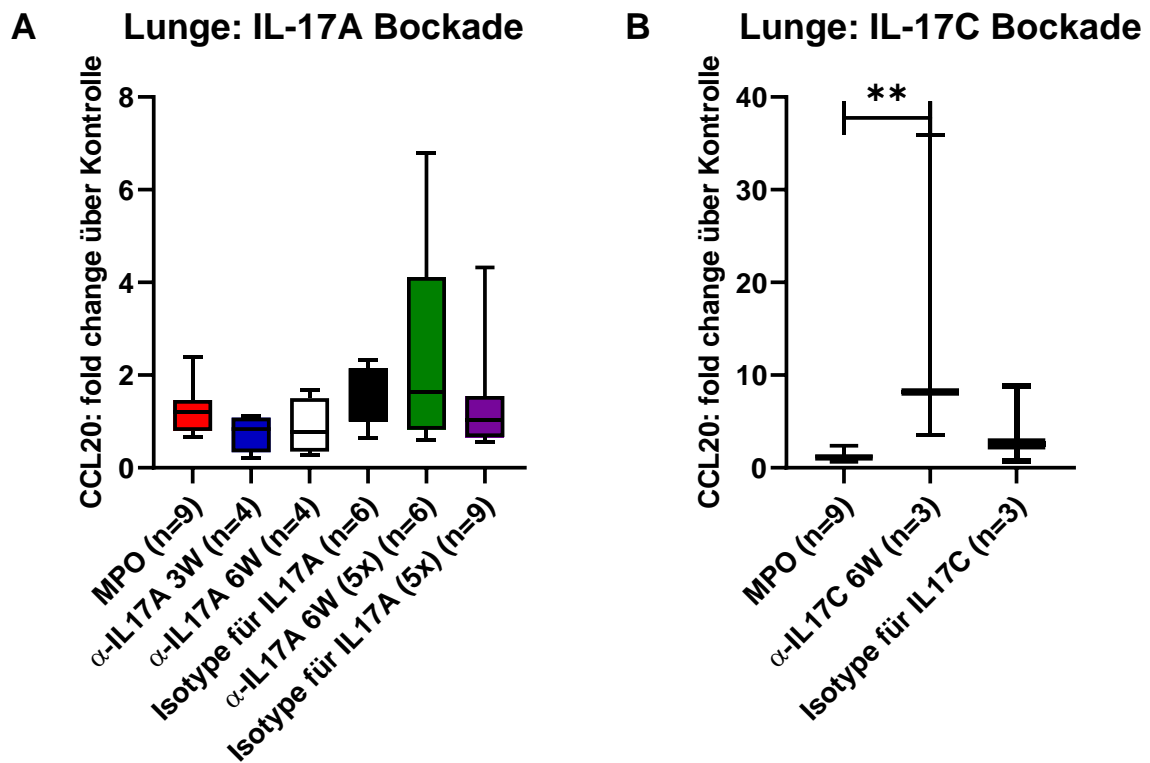 A
Lunge: IL-17A Bockade
CCL20: fold change über Kontrolle
8
6
4
2
0
MPO (n=9)
α-IL17A 3W (n=4)
α-IL17A 6W (n=4)
Isotype für IL17A (n=6)
α-IL17A 6W (5x) (n=6)
Isotype für IL17A (5x) (n=9)
B
Lunge: IL-17C Bockade
CCL20: fold change über Kontrolle
40
30
20
10
0
**
MPO (n=9)
α-IL17C 6W (n=3)
Isotype für IL17C (n=3)